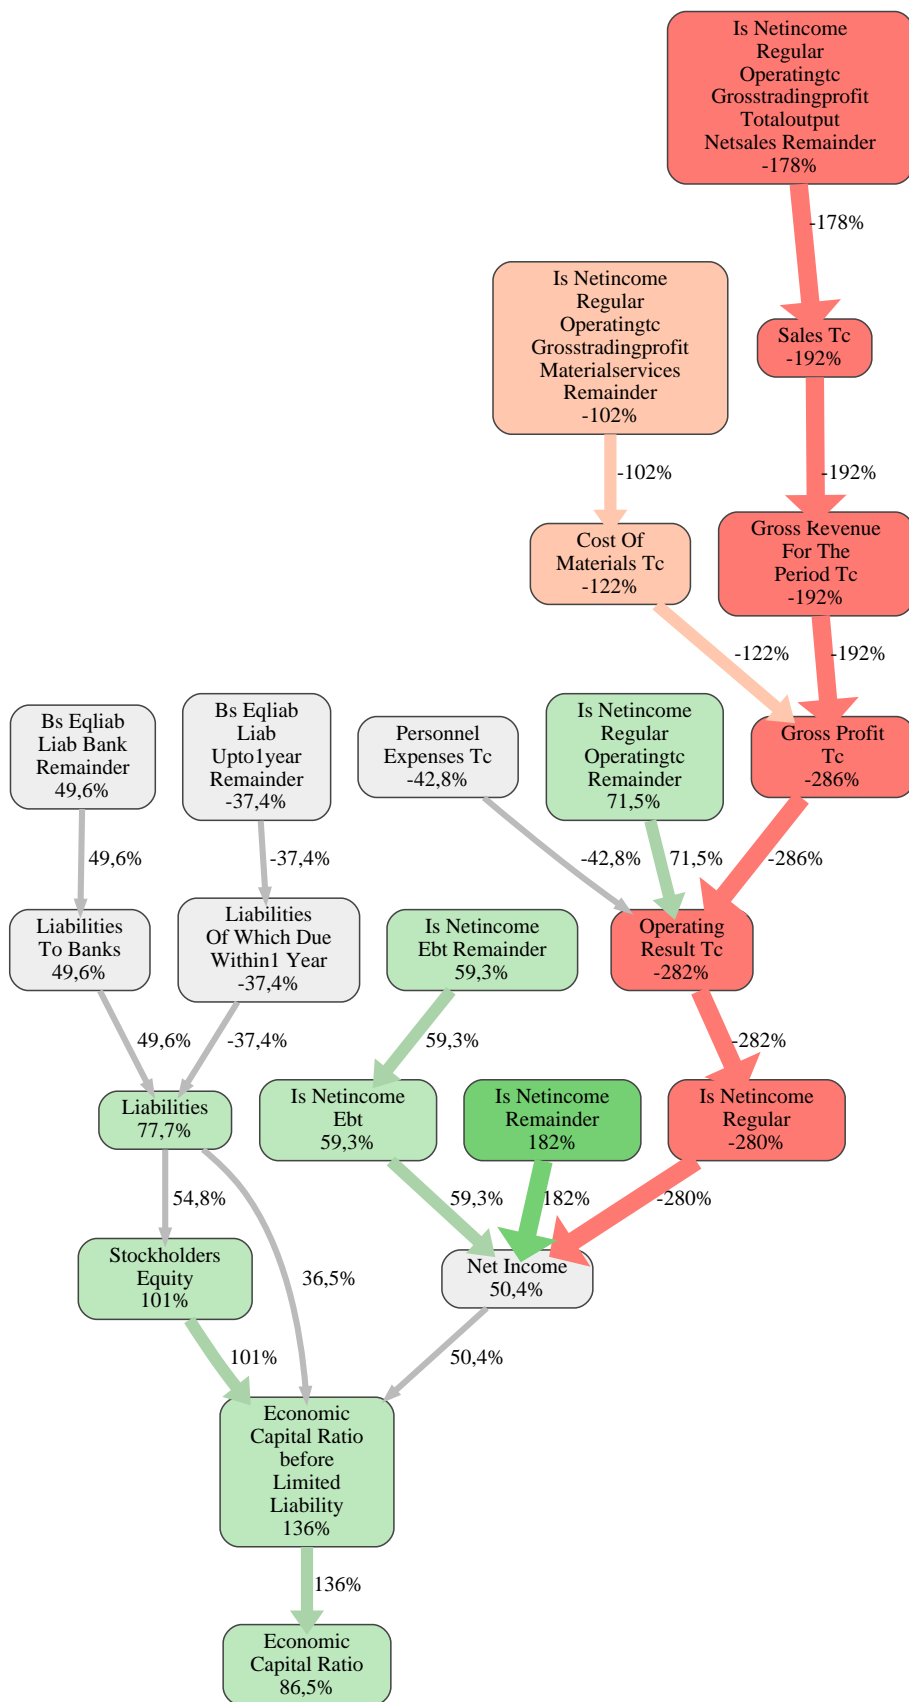 Is Netincome
Regular
Operatingtc
Grosstradingprofit
Totaloutput
Netsales Remainder
-178%
-178%
Is Netincome
Regular
Operatingtc
Grosstradingprofit
Materialservices
Remainder
-102%
Sales Tc
-192%
-102%
-192%
Cost Of
Materials Tc
-122%
Gross Revenue
For The
Period Tc
-192%
-122%
-192%
Bs Eqliab
Liab Bank
Remainder
49,6%
Bs Eqliab
Liab
Upto1year
Remainder
-37,4%
Personnel
Expenses Tc
-42,8%
Is Netincome
Regular
Operatingtc
Remainder
71,5%
Gross Profit
Tc
-286%
49,6%
-37,4%
-42,8%
71,5%
-286%
Liabilities
To Banks
49,6%
Liabilities
Of Which Due
Within1 Year
-37,4%
Is Netincome
Ebt Remainder
59,3%
Operating
Result Tc
-282%
49,6%
-37,4%
59,3%
-282%
Liabilities
77,7%
Is Netincome
Ebt
59,3%
Is Netincome
Remainder
182%
Is Netincome
Regular
-280%
54,8%
59,3%
182%
-280%
Stockholders
Equity
101%
36,5%
Net Income
50,4%
101%
50,4%
Economic
Capital Ratio
before
Limited
Liability
136%
136%
Economic
Capital Ratio
86,5%